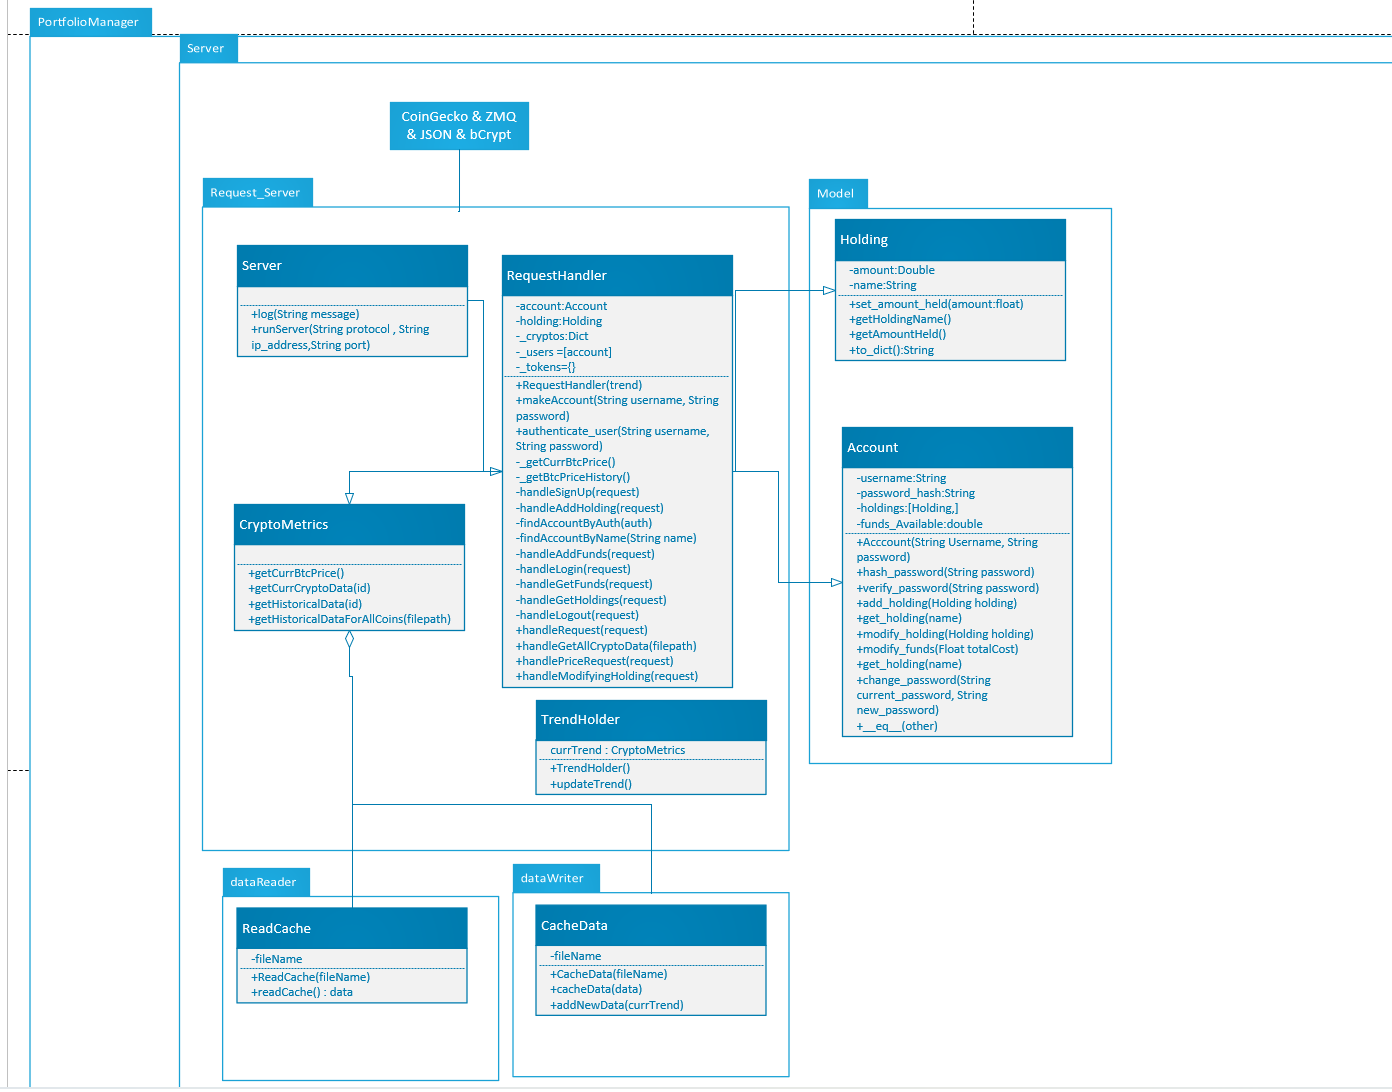 PortfolioManager
Server
CoinGecko & ZMQ
& JSON & bCrypt
Request_Server
Server
+log(String message)
+runServer(String protocol , String
ip_address,String port)
RequestHandler
-account:Account
-holding:Holding
-_cryptos:Dict
-_users =[account]
-_tokens={}
+RequestHandler(trend)
+makeAccount(String username, String
password)
+authenticate_user(String username,
String password)
-_getCurrBtcPrice()
-_getBtcPriceHistory()
-handleSignUp(request)
-handleAddHolding(request)
-findAccountByAuth(auth)
-findAccountByName(String name)
-handleAddFunds(request)
-handleLogin(request)
-handleGetFunds(request)
-handleGetHoldings(request)
-handleLogout(request)
+handleRequest(request)
+handleGetAllCryptoData(filepath)
+handlePriceRequest(request)
+handleModifyingHolding(request)
CryptoMetrics
+getCurrBtcPrice()
+getCurrCryptoData(id)
+getHistoricalData(id)
+getHistoricalDataForAllCoins(filepath)
TrendHolder
currTrend : CryptoMetrics
+TrendHolder()
+updateTrend()
Model
Holding
-amount:Double
-name:String
+set_amount_held(amount:float)
+getHoldingName()
+getAmountHeld()
+to_dict():String
Account
-username:String
-password_hash:String
-holdings:[Holding,]
-funds_Available:double
+Acccount(String Username, String
password)
+hash_password(String password)
+verify_password(String password)
+add_holding(Holding holding)
+get_holding(name)
+modify_holding(Holding holding)
+modify_funds(Float totalCost)
+get_holding(name)
+change_password(String
current_password, String
new_password)
+__eq__(other)
dataReader
ReadCache
-fileName
+ReadCache(fileName)
+readCache() : data
dataWriter
CacheData
-fileName
+CacheData(fileName)
+cacheData(data)
+addNewData(currTrend)